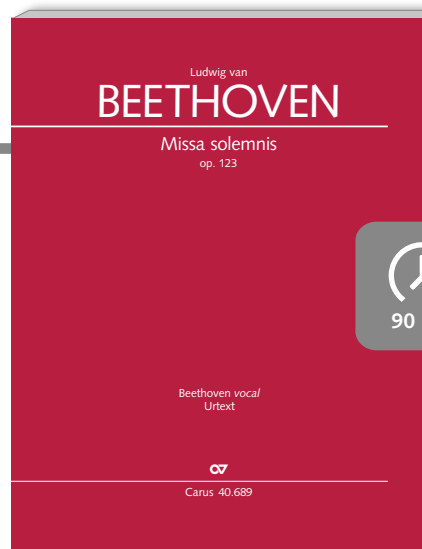 Ludwig van
BEETHOVEN
Missa solemnis
op. 123
90
Beethoven vocal
Urtext
Carus 40.689